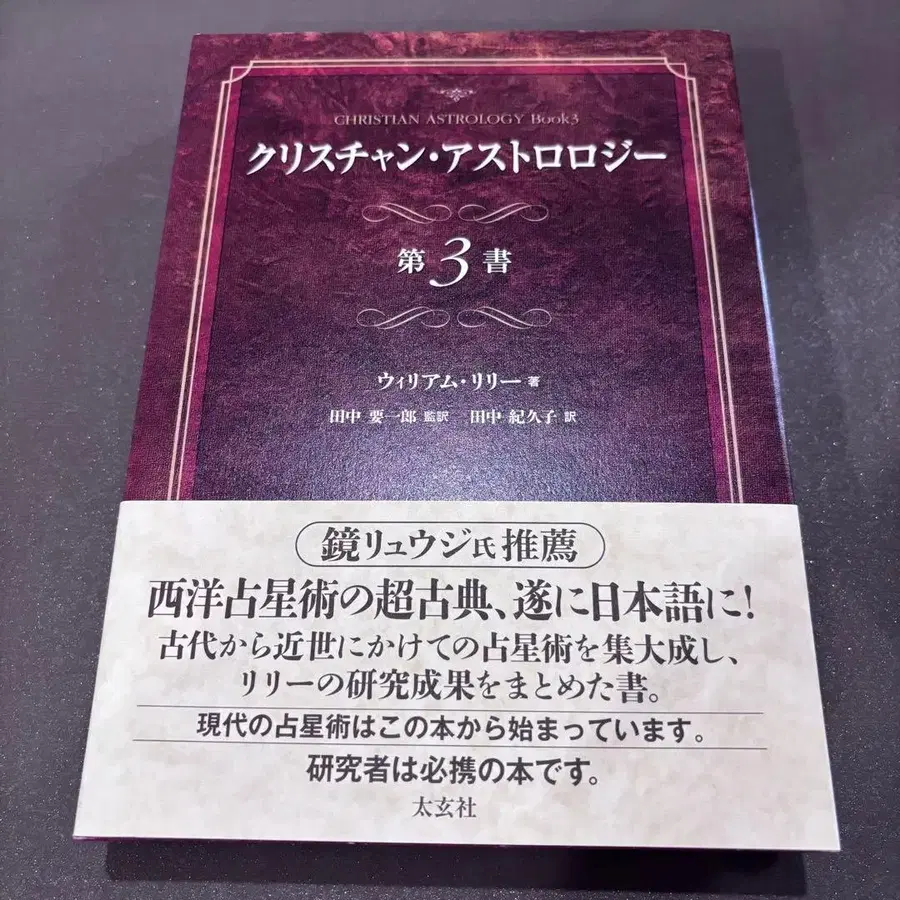 CHRISTIAN ASTROLOGY Book3
クリスチャン・アストロロジー
第3書
ウィリアム・リリー 著
田中 要一郎 監訳 田中 紀久子 訳
鏡リュウジ氏 推薦
西洋占星術の超古典、遂に日本語に!
古代から近世にかけての占星術を集大成し、
リリーの研究成果をまとめた書。
現代の占星術はこの本から始まっています。
研究者は必携の本です。
太玄社